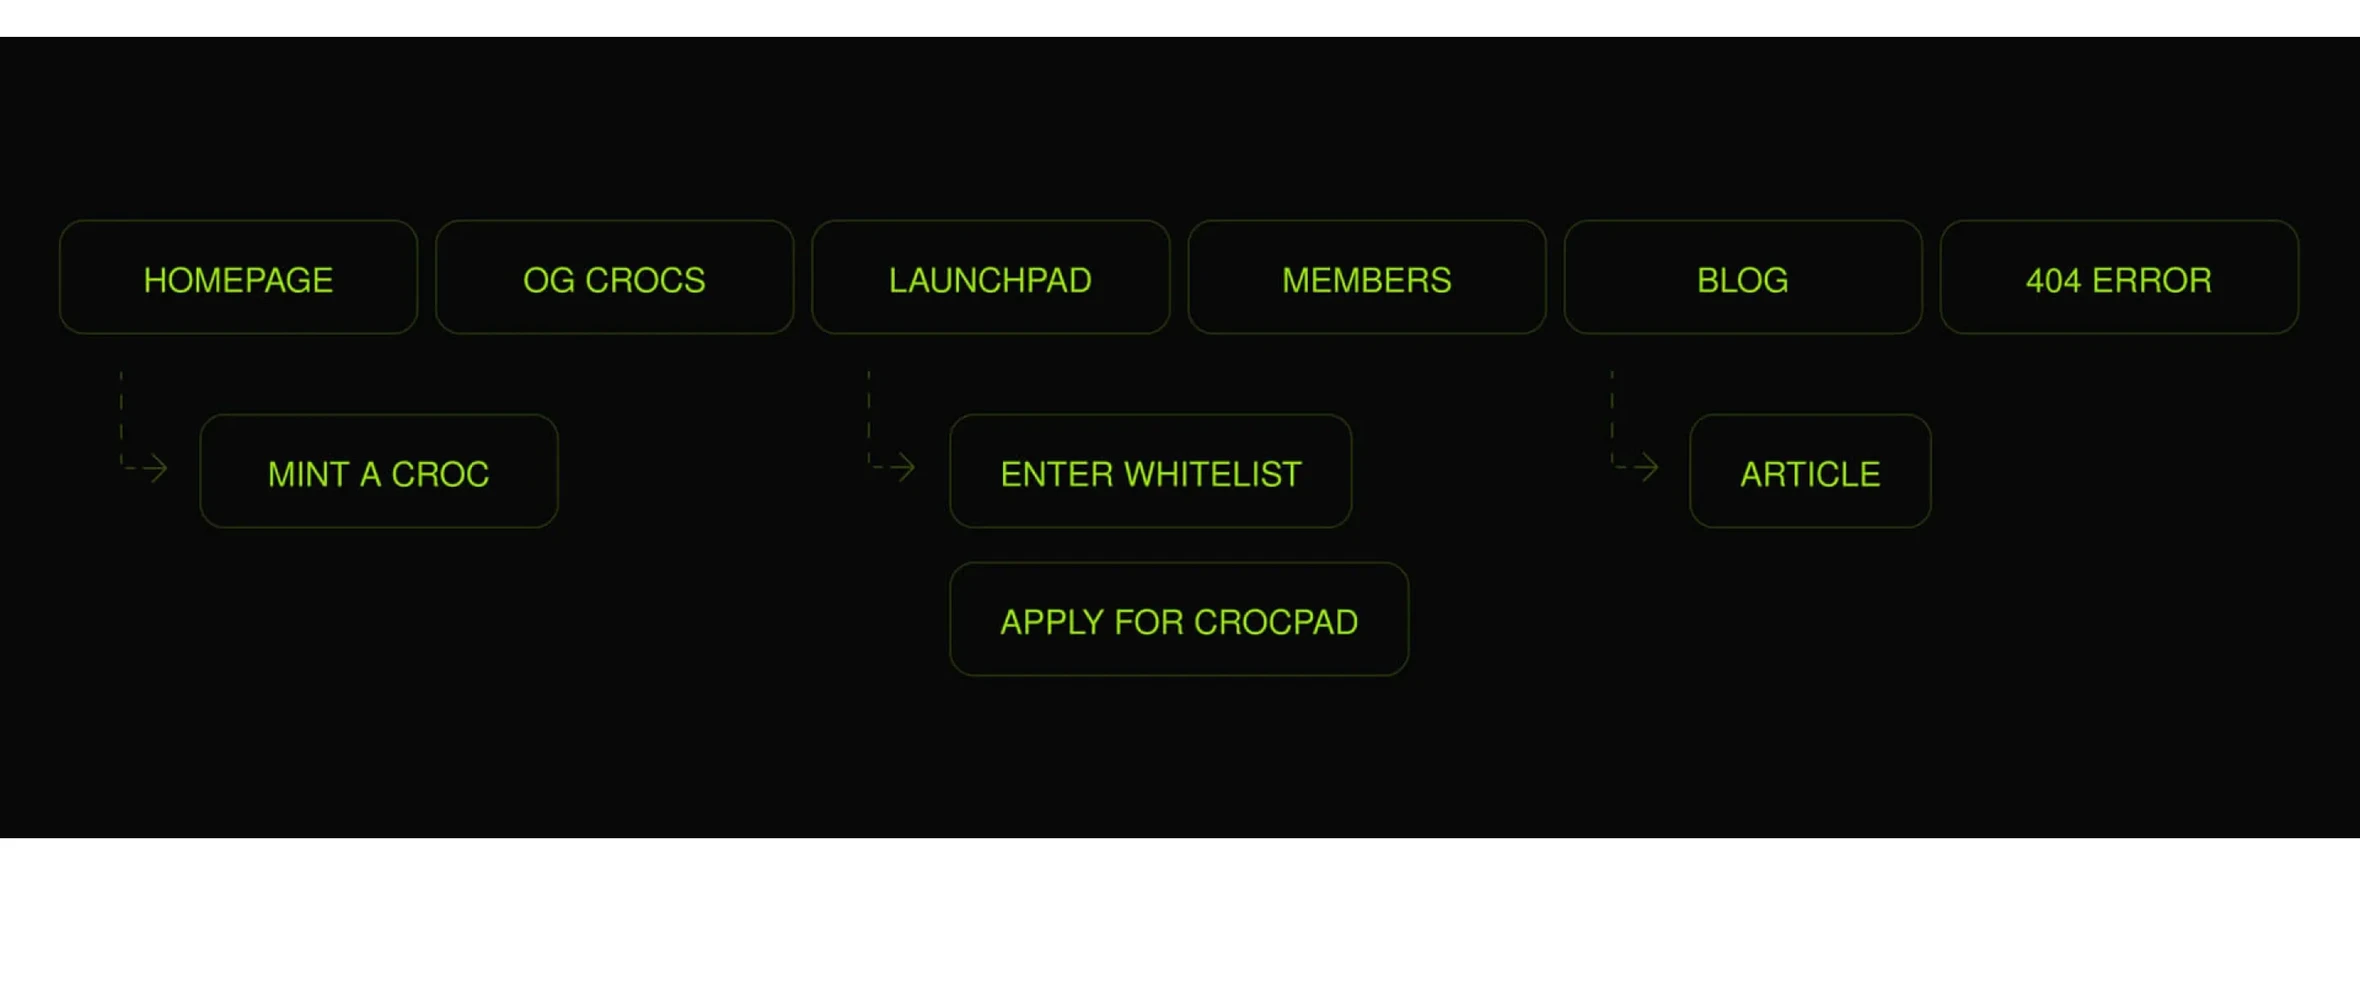 HOMEPAGE
OG CROCS
LAUNCHPAD
MEMBERS
BLOG
404 ERROR
MINT A CROC
ENTER WHITELIST
ARTICLE
APPLY FOR CROCPAD